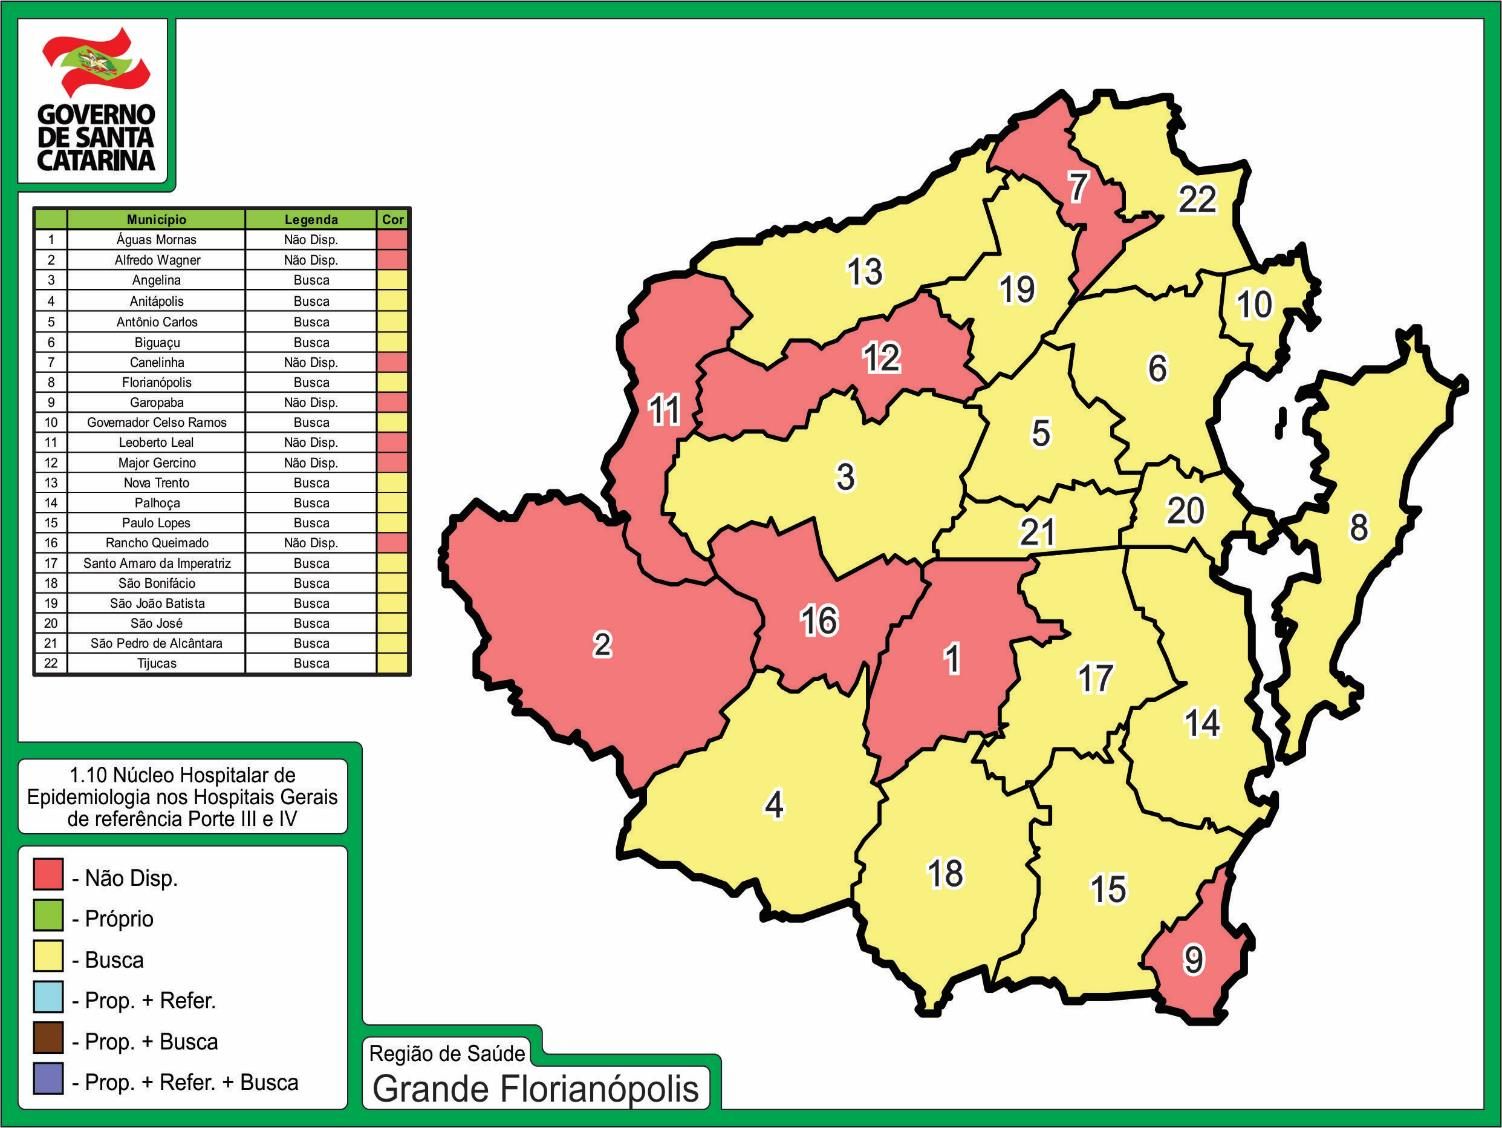 GOVERNO
DE SANTA
CATARINA
Município Legenda Cor
1 Águas Mornas Não Disp.
2 Alfredo Wagner Não Disp.
3 Angelina Busca
4 Anitápolis Busca
5 Antônio Carlos Busca
6 Biguaçu Busca
7 Canelinha Não Disp.
8 Florianópolis Busca
9 Garopaba Não Disp.
10 Governador Celso Ramos Busca
11 Leoberto Leal Não Disp.
12 Major Gercino Não Disp.
13 Nova Trento Busca
14 Palhoça Busca
15 Paulo Lopes Busca
16 Rancho Queimado Não Disp.
17 Santo Amaro da Imperatriz Busca
18 São Bonifácio Busca
19 São João Batista Busca
20 São José Busca
21 São Pedro de Alcântara Busca
22 Tijucas Busca
7
22
13
19
10
12
6
11
5
3
20
21
8
16
2
1
17
14
4
18
15
9
1.10 Núcleo Hospitalar de
Epidemiologia nos Hospitais Gerais
de referência Porte III e IV
- Não Disp.
- Próprio
- Busca
- Prop. + Refer.
- Prop. + Busca
- Prop. + Refer. + Busca
Região de Saúde
Grande Florianópolis